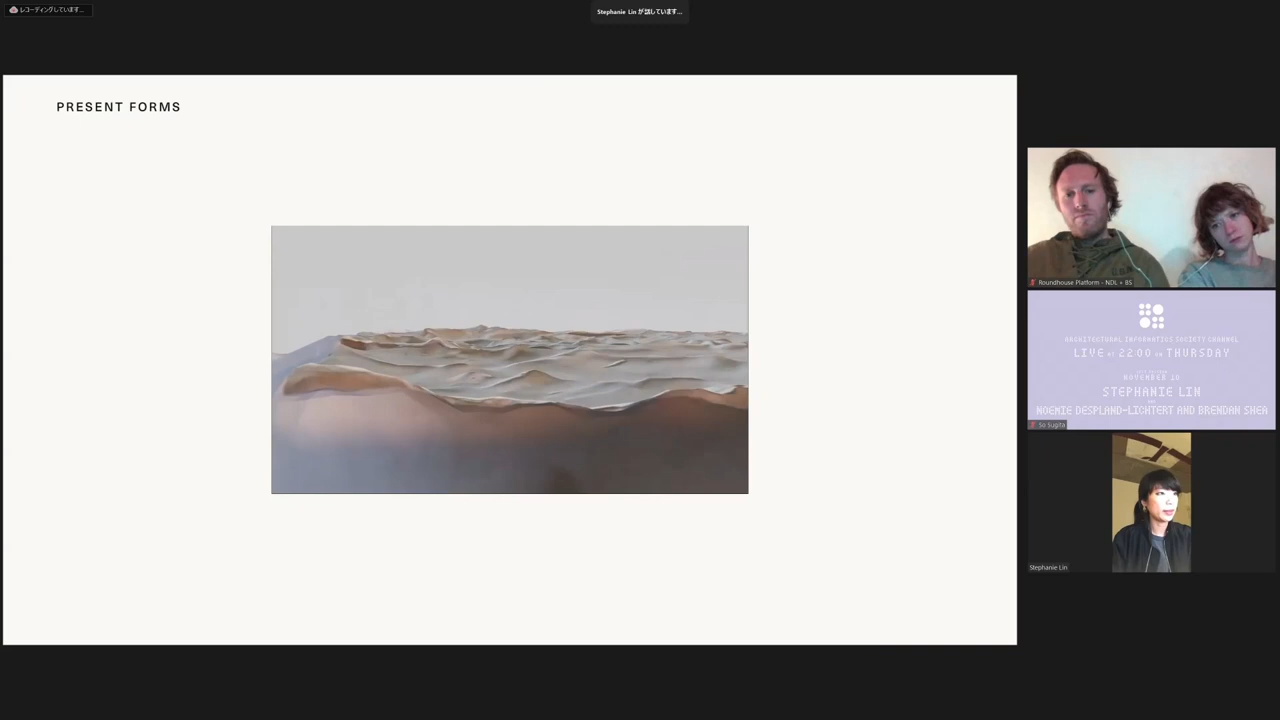 レコーディングしています...
Stephanie Lin が話しています...
PRESENT FORMS
Roundhouse Platform - NDL + BS
ARCHITECTURAL INFORMATICS SOCIETY CHANNEL
LIVE AT 22:00 ON THURSDAY
NOVEMBER
STEPHANIE LIN
AND
NOEMIE DESPLAND-LICHTERT AND BRENDAN SHEA
So Sugita
Stephanie Lin